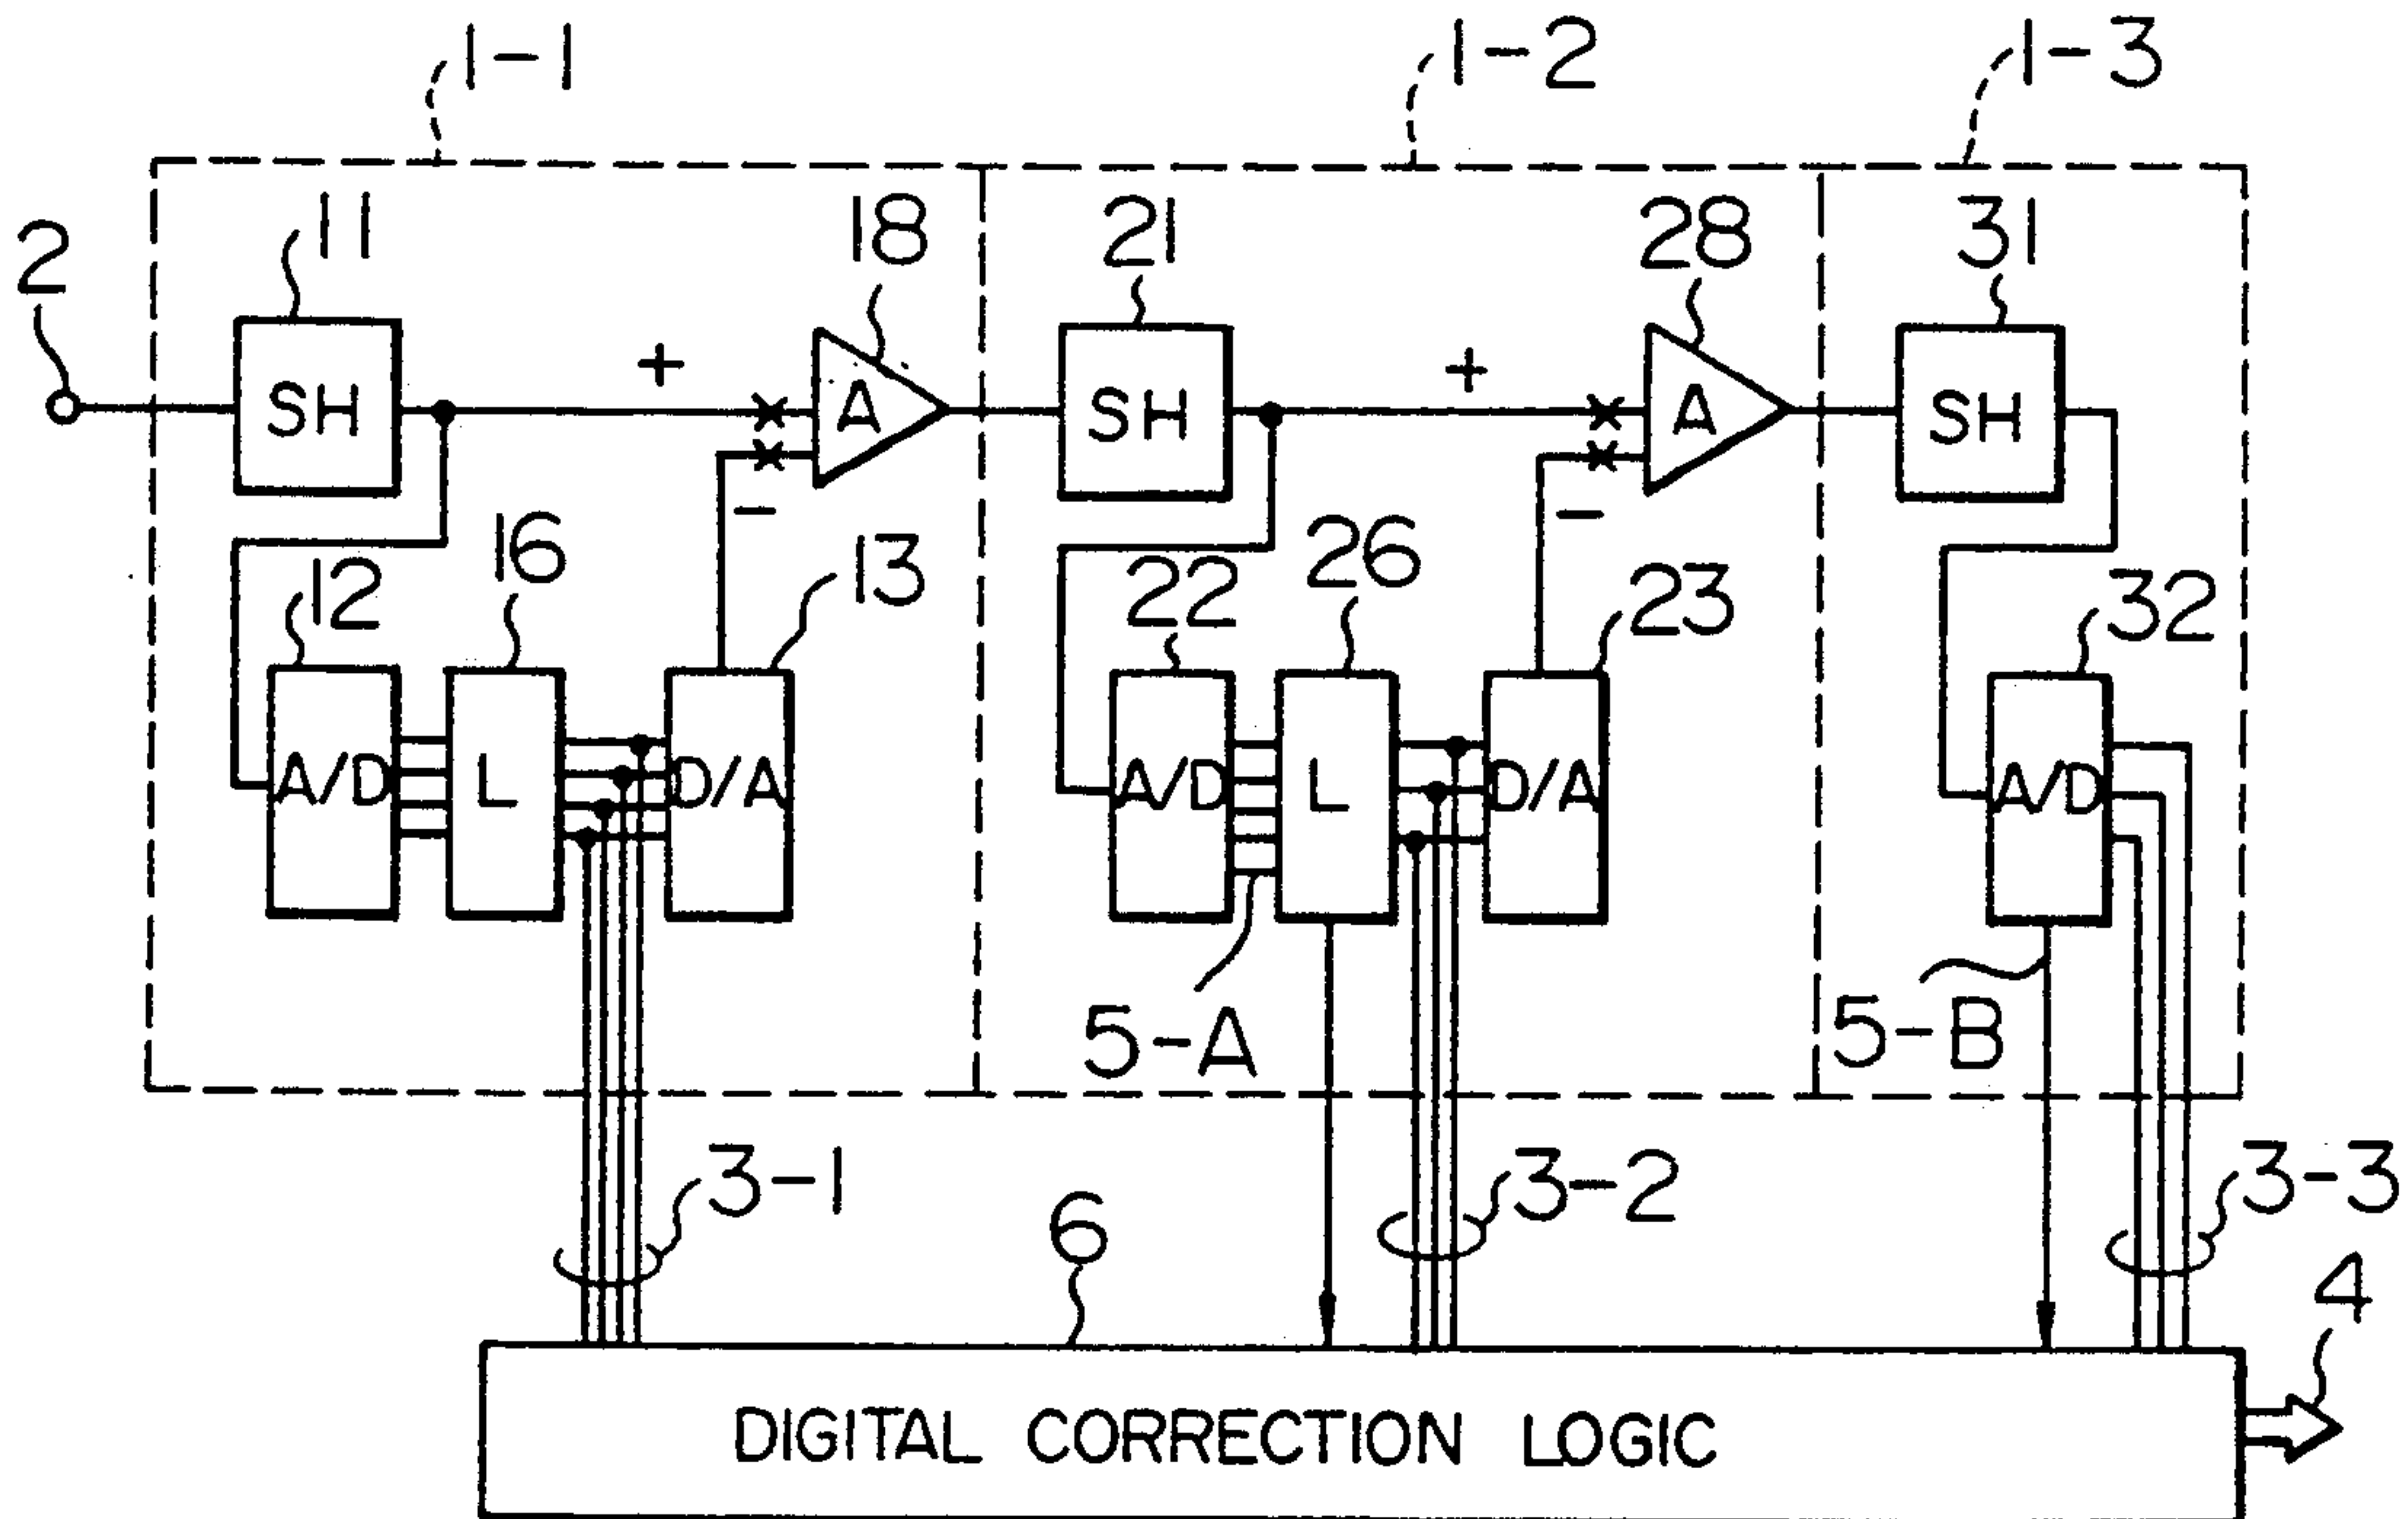 1-1
1-2
1-3
2
11
18
21
28
31
SH
+
A
SH
+
A
SH
-
-
12
16
13
22
26
23
32
A/D
L
D/A
A/D
L
D/A
A/D
5-A
5-B
3-1
6
3-2
3-3
4
DIGITAL CORRECTION LOGIC